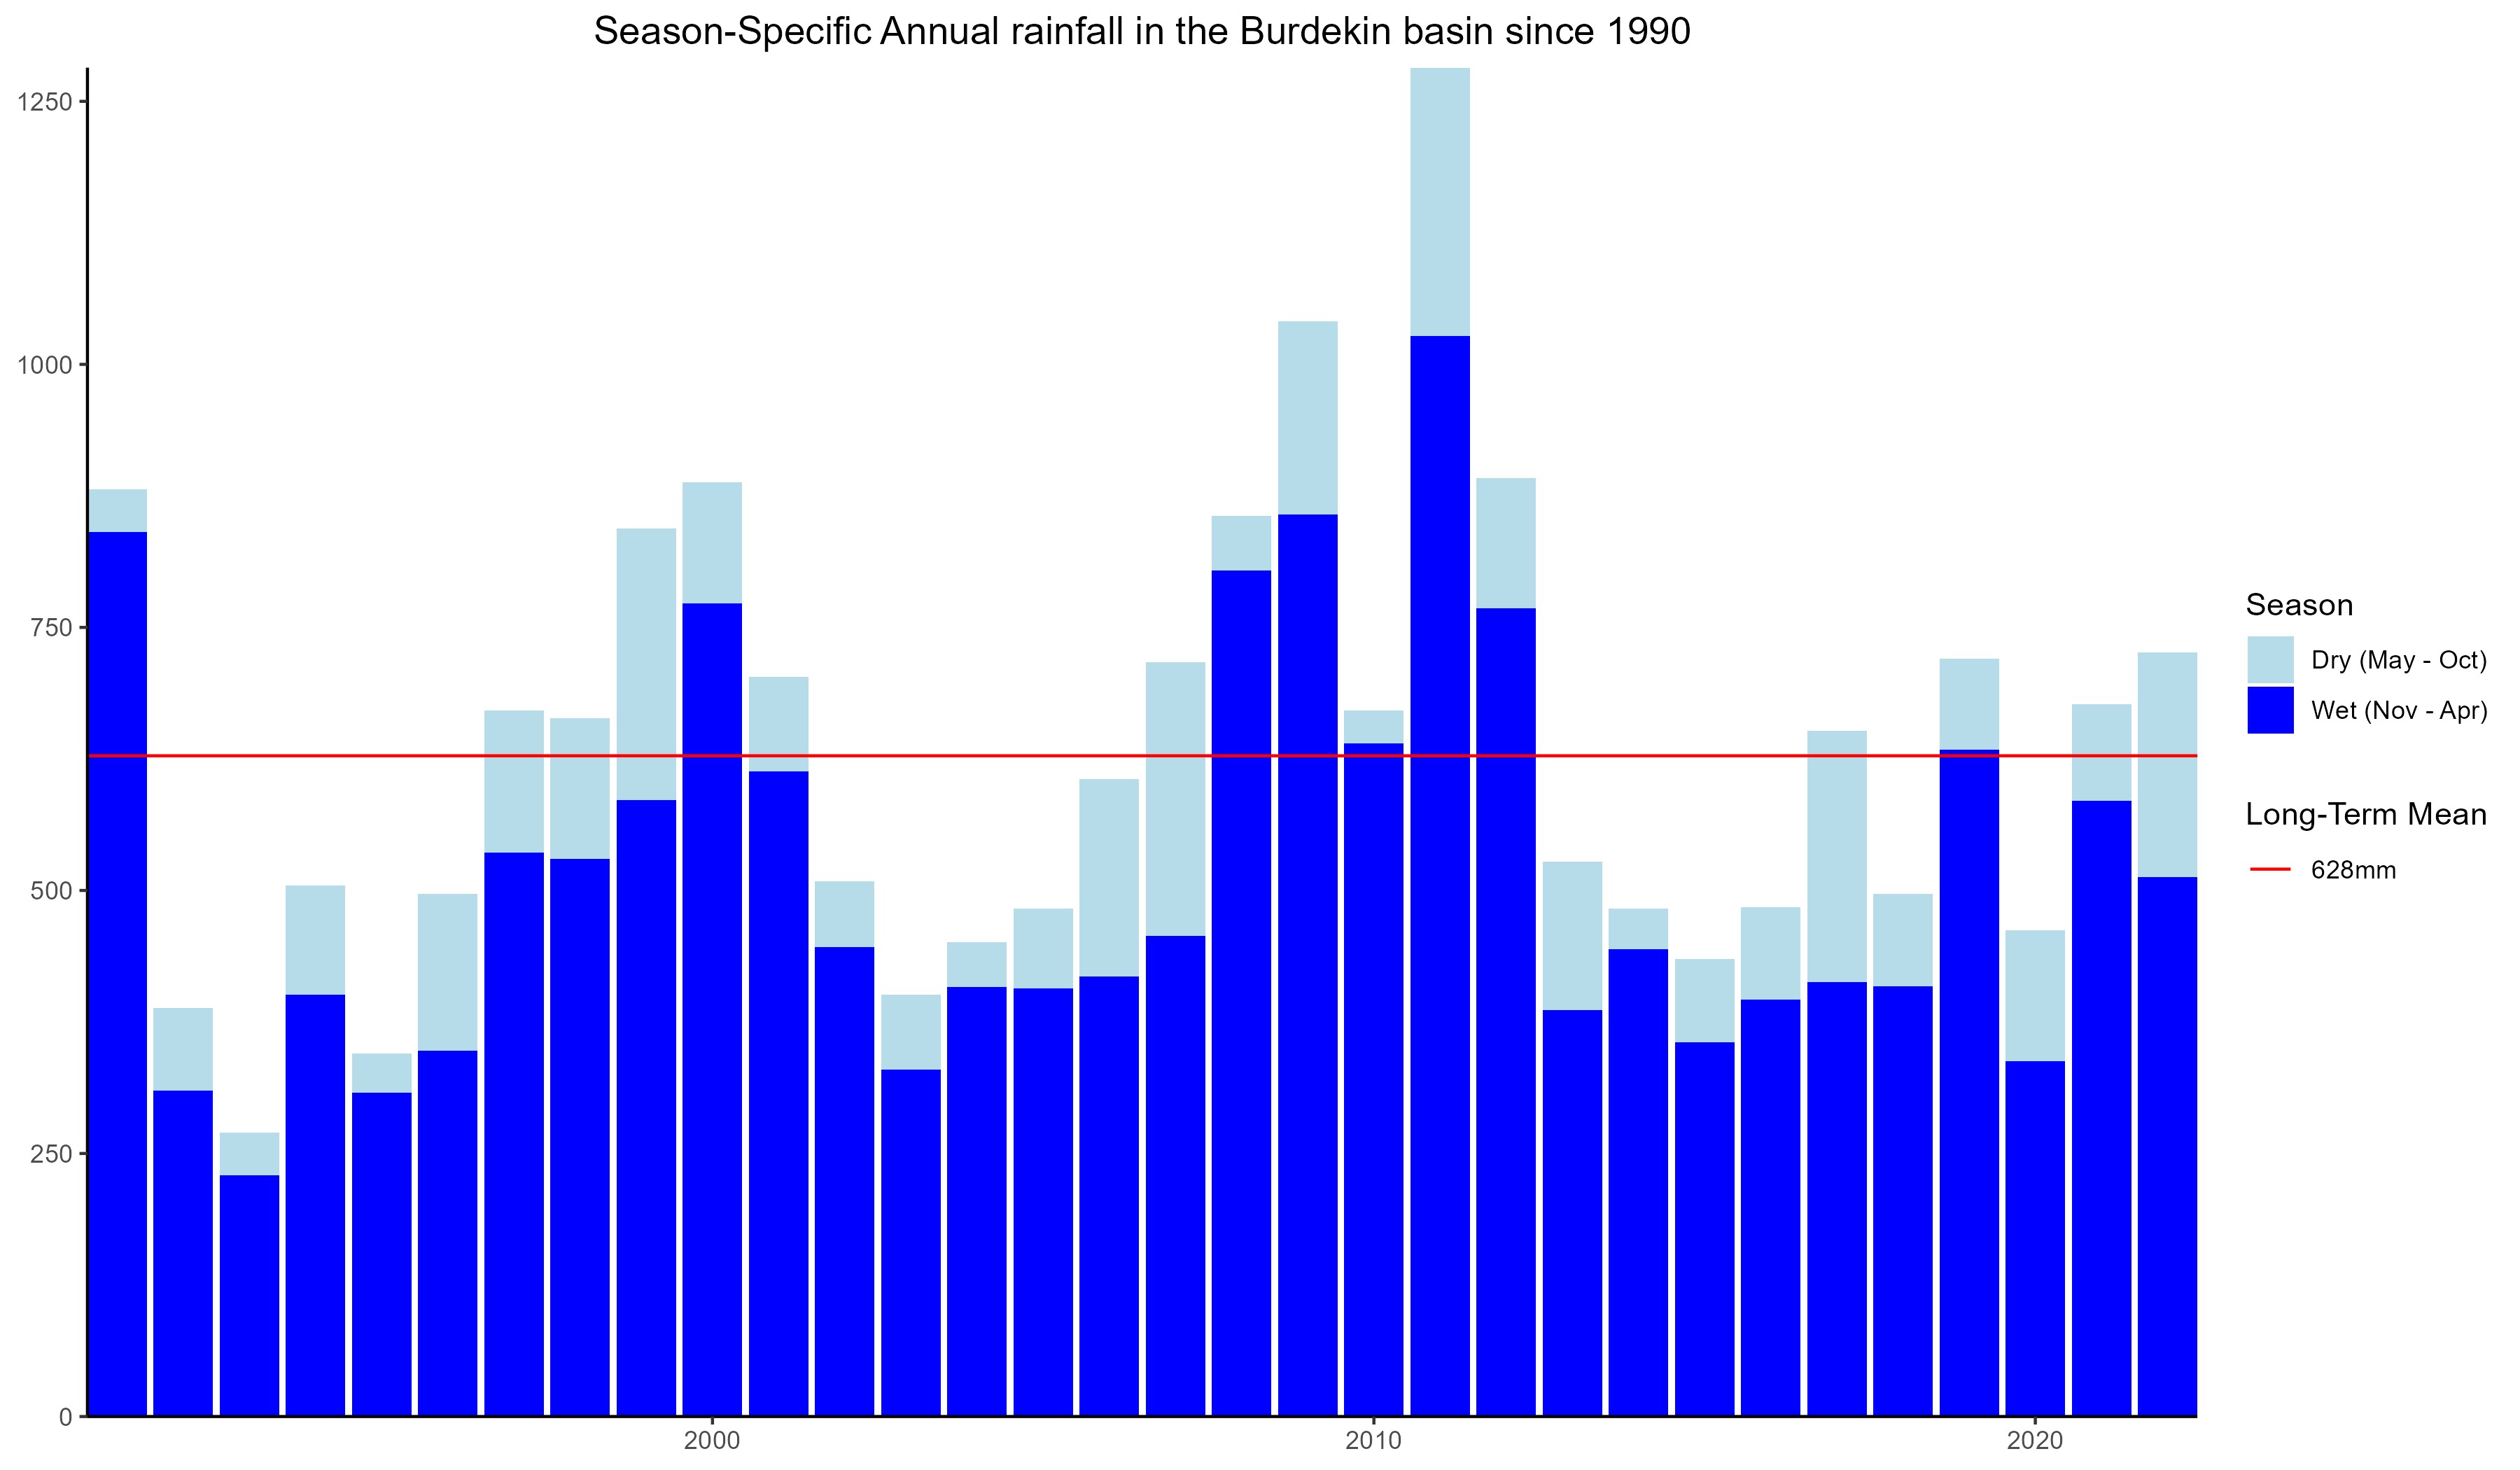 Season-Specific Annual rainfall in the Burdekin basin since 1990
1250
1000
750
500
250
0
2000
2010
2020
Season
Dry (May - Oct)
Wet (Nov - Apr)
Long-Term Mean
628mm